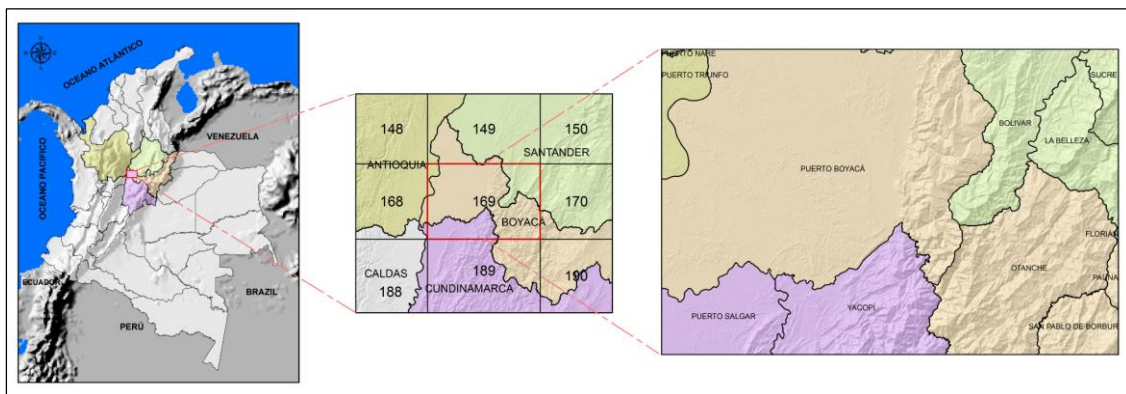 OCEANO ATLÁNTICO
VENEZUELA
OCEANO PACIFICO
ECUADOR
BRAZIL
PERÚ
148
149
150
ANTIOQUIA
SANTANDER
168
169
170
BOYACÁ
CALDAS
188
189
CUNDINAMARCA
190
PUERTO NARE
PUERTO TRIUNFO
SUCRE
BOLIVAR
LA BELLEZA
PUERTO BOYACÁ
FLORIAN
OTANCHE
PAUNA
PUERTO SALGAR
YACOPÍ
SAN PABLO DE BORBUR